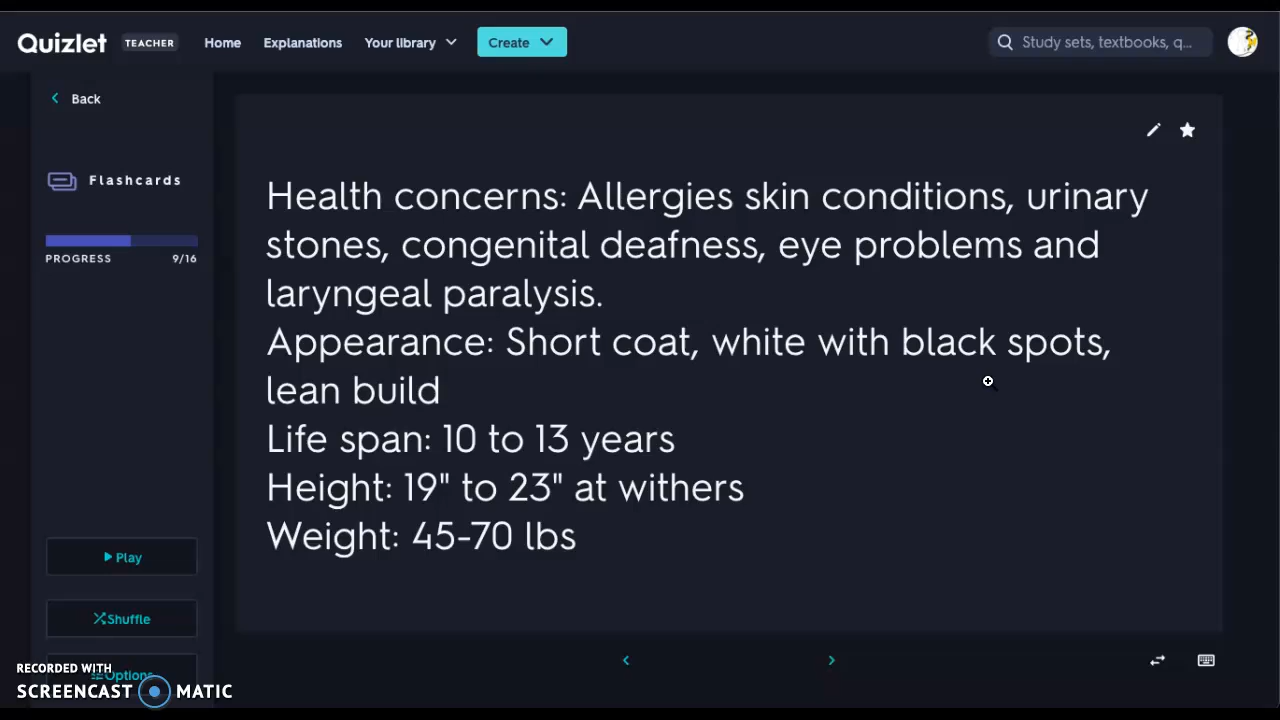 Quizlet TEACHER Home Explanations Your library Create Study sets, textbooks, q...
Back
Flashcards
PROGRESS 9/16
Health concerns: Allergies skin conditions, urinary
stones, congenital deafness, eye problems and
laryngeal paralysis.
Appearance: Short coat, white with black spots,
lean build
Life span: 10 to 13 years
Height: 19" to 23" at withers
Weight: 45-70 lbs
Play
Shuffle
Options
RECORDED WITH
SCREENCAST MATIC